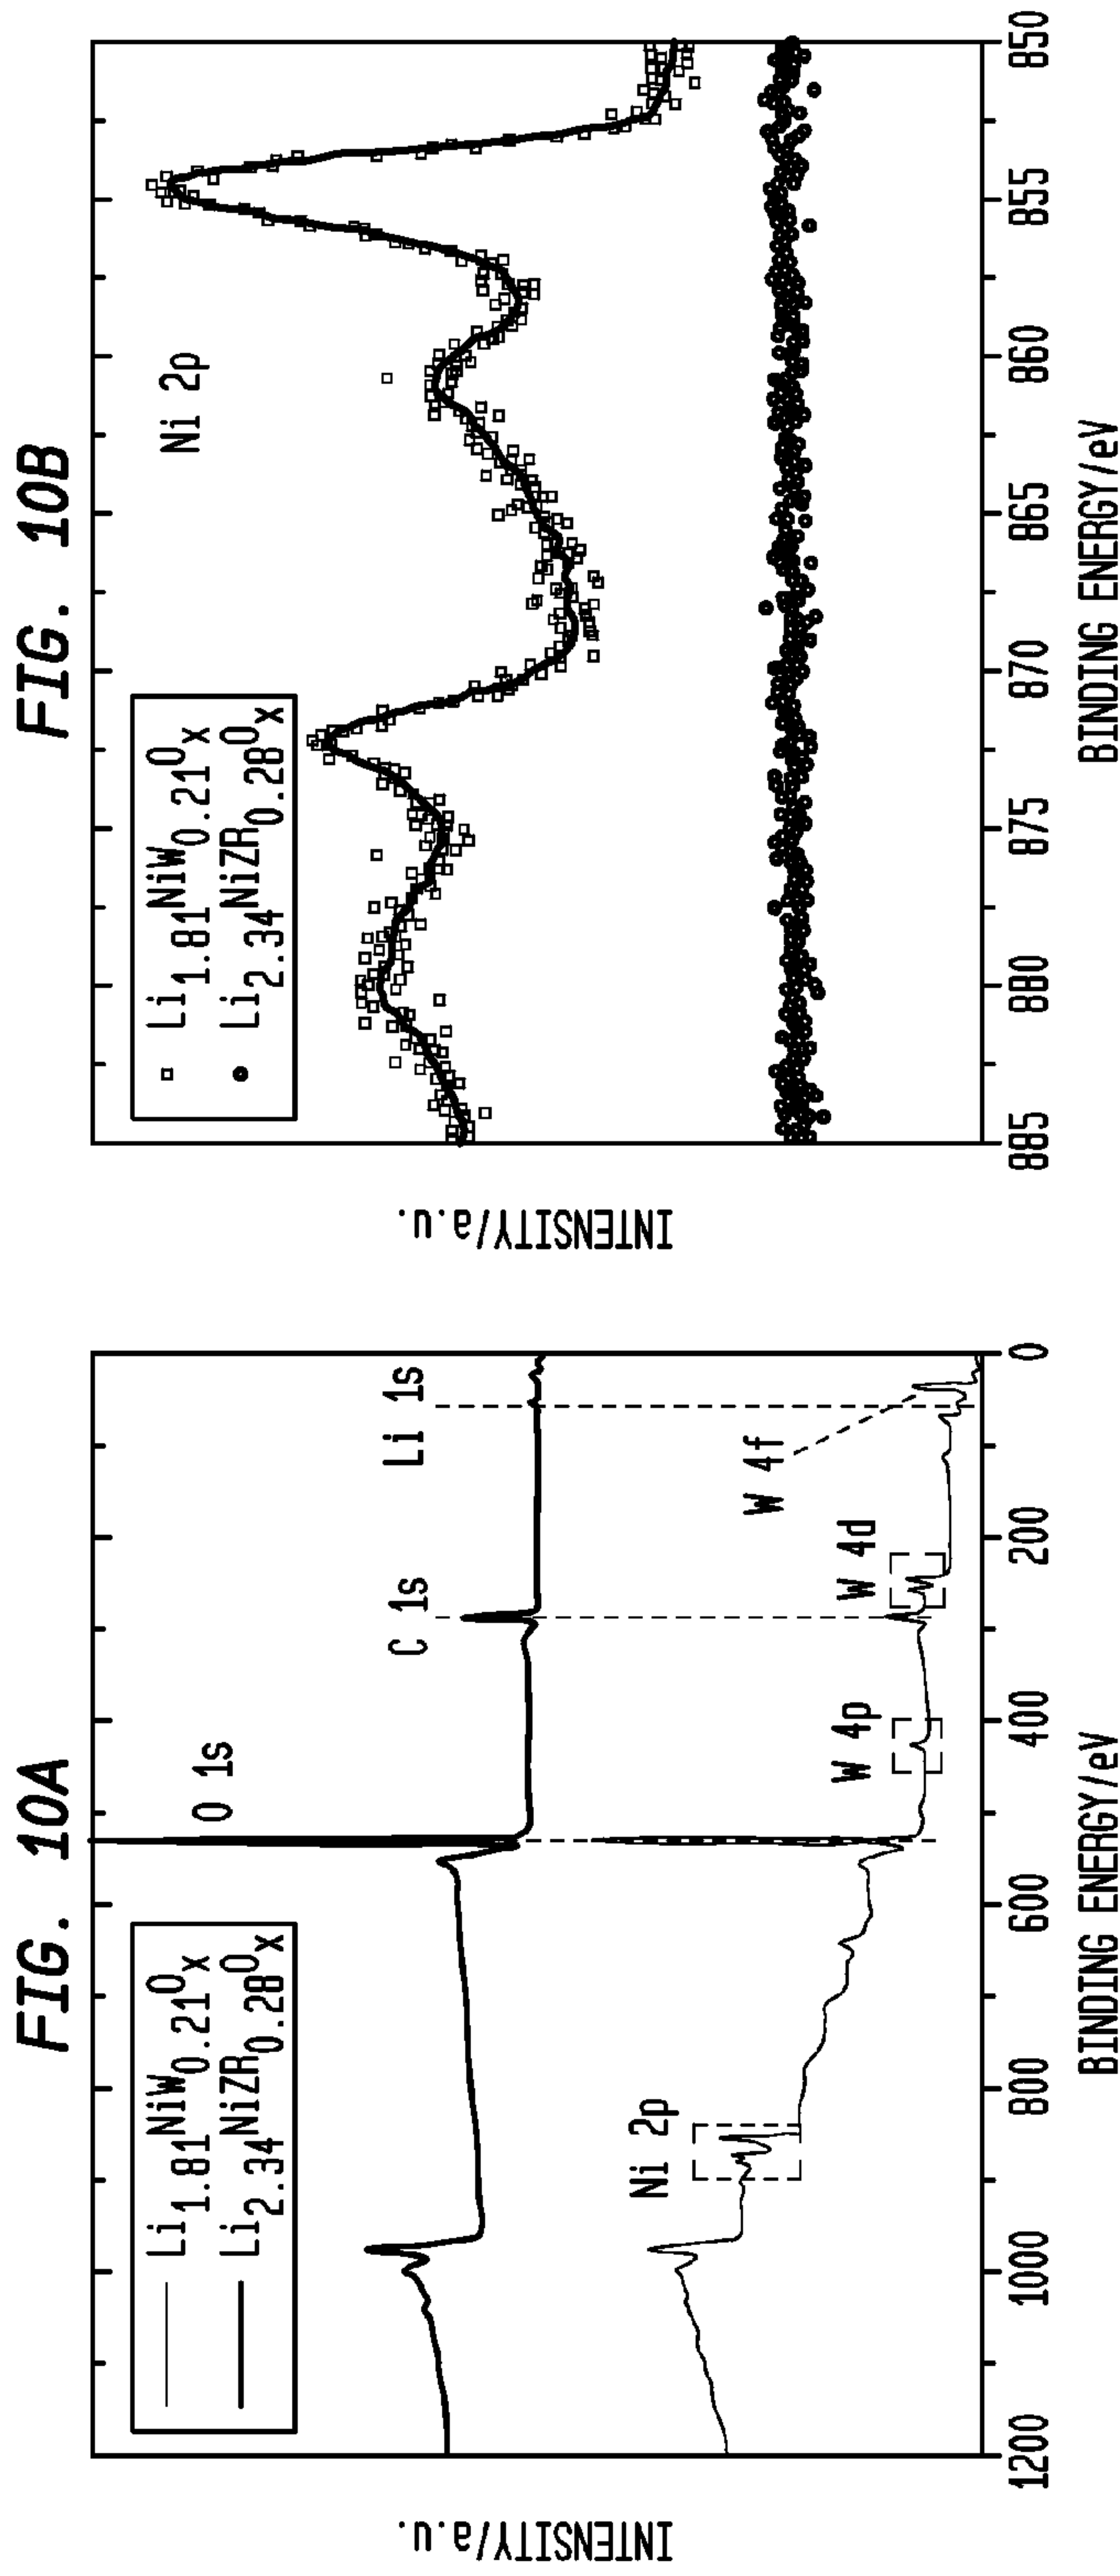 FIG. 10A
Li1.81NiW0.21Ox
Li2.34NiZR0.28Ox
O 1s
C 1s
Li 1s
Ni 2p
W 4p
W 4d
W 4f
INTENSITY/a.u.
1200 1000 800 600 400 200 0
BINDING ENERGY/eV
FIG. 10B
Li1.81NiW0.21Ox
Li2.34NiZR0.28Ox
Ni 2p
INTENSITY/a.u.
885 880 875 870 865 860 855 850
BINDING ENERGY/eV